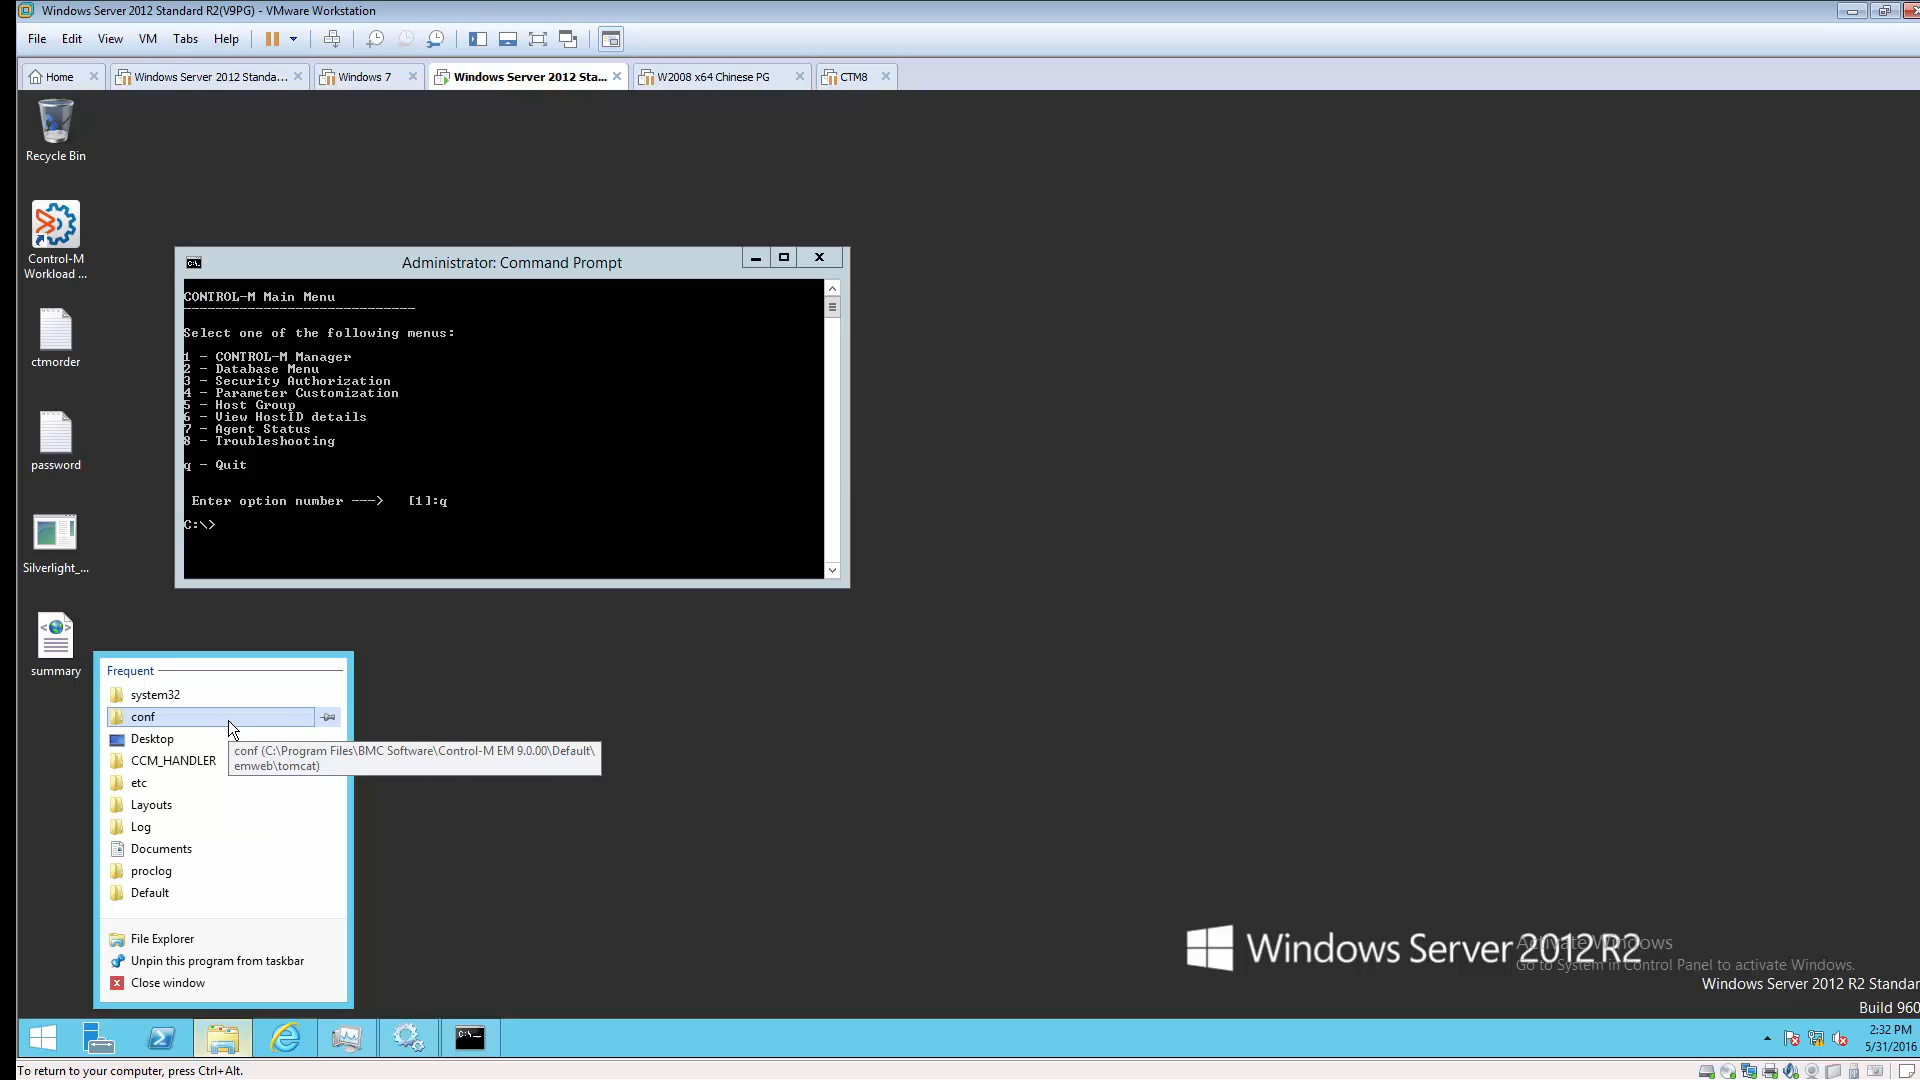 Windows Server 2012 Standard R2(V9PG) - VMware Workstation
File Edit View VM Tabs Help
Home
Windows Server 2012 Standa...
Windows 7
Windows Server 2012 Sta...
W2008 x64 Chinese PG
CTM8
Recycle Bin
Control-M
Workload ...
ctmorder
password
Silverlight_...
summary
Administrator: Command Prompt
CONTROL-M Main Menu
-----------------------------
Select one of the following menus:
1 - CONTROL-M Manager
2 - Database Menu
3 - Security Authorization
4 - Parameter Customization
5 - Host Group
6 - View HostID details
7 - Agent Status
8 - Troubleshooting
q - Quit
Enter option number ---> [1]:q
C:\>
Frequent
system32
conf
Desktop
conf (C:\Program Files\BMC Software\Control-M EM 9.0.00\Default\
emweb\tomcat)
CCM_HANDLER
etc
Layouts
Log
Documents
proclog
Default
File Explorer
Unpin this program from taskbar
Close window
Windows Server 2012 R2
Activate Windows
Go to System in Control Panel to activate Windows.
Windows Server 2012 R2 Standar
Build 960
2:32 PM
5/31/2016
To return to your computer, press Ctrl+Alt.